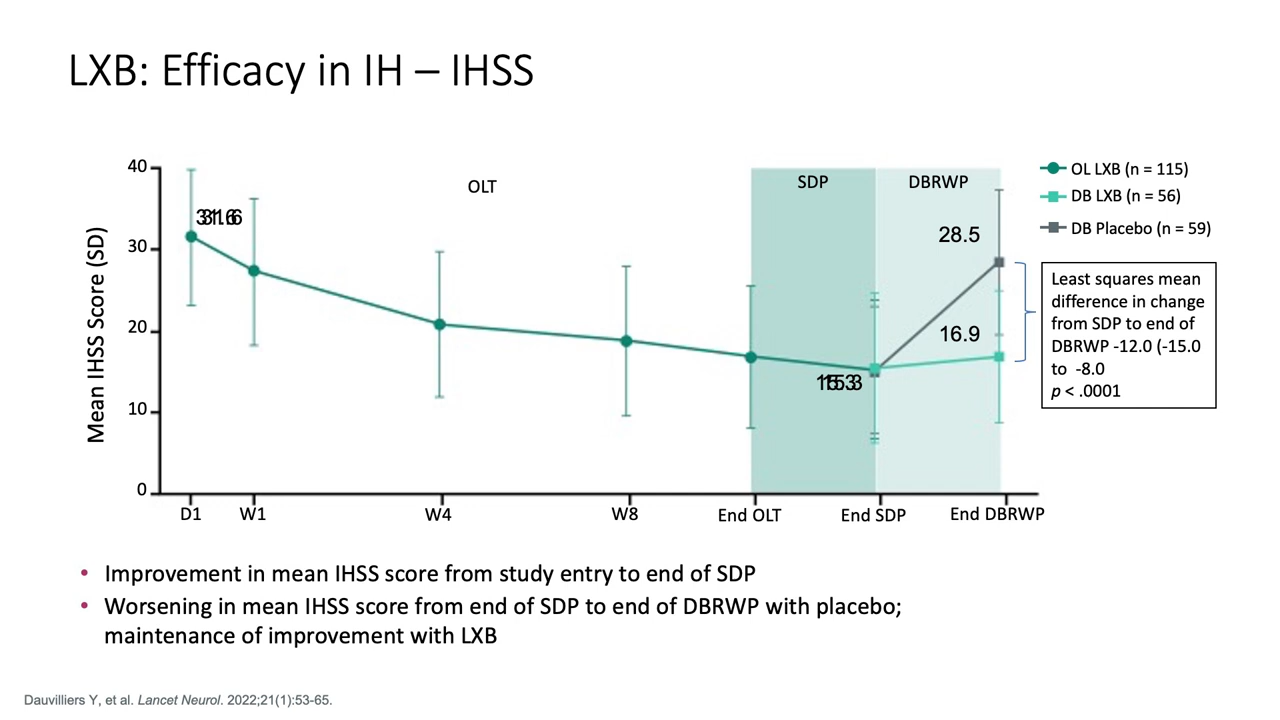 LXB: Efficacy in IH – IHSS
Mean IHSS Score (SD)
40
30
20
10
0
OLT
SDP
DBRWP
31.6
15.3
28.5
16.9
D1
W1
W4
W8
End OLT
End SDP
End DBRWP
OL LXB (n = 115)
DB LXB (n = 56)
DB Placebo (n = 59)
Least squares mean
difference in change
from SDP to end of
DBRWP -12.0 (-15.0
to -8.0
p < .0001
• Improvement in mean IHSS score from study entry to end of SDP
• Worsening in mean IHSS score from end of SDP to end of DBRWP with placebo;
maintenance of improvement with LXB
Dauvilliers Y, et al. Lancet Neurol. 2022;21(1):53-65.